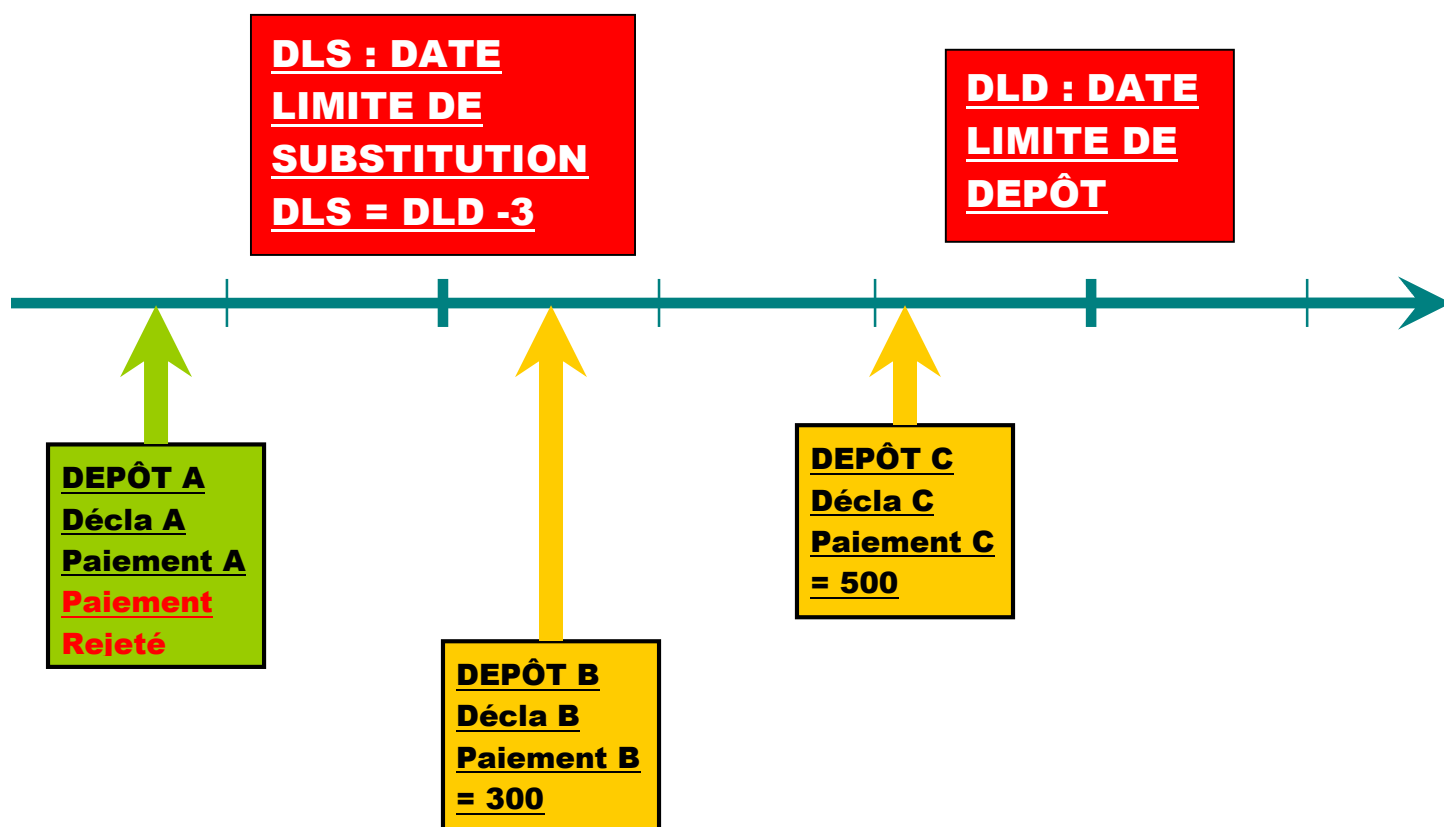 DLS : DATE
LIMITE DE
SUBSTITUTION
DLS = DLD -3
DLD : DATE
LIMITE DE
DEPÔT
DEPÔT A
Décla A
Paiement A
Paiement
Rejeté
DEPÔT B
Décla B
Paiement B
= 300
DEPÔT C
Décla C
Paiement C
= 500